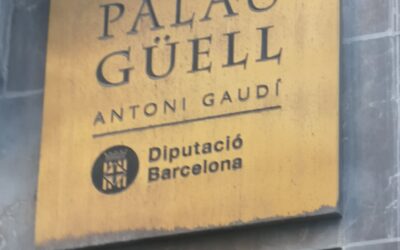 PALAU
GÜELL
ANTONI GAUDÍ
Diputació
Barcelona